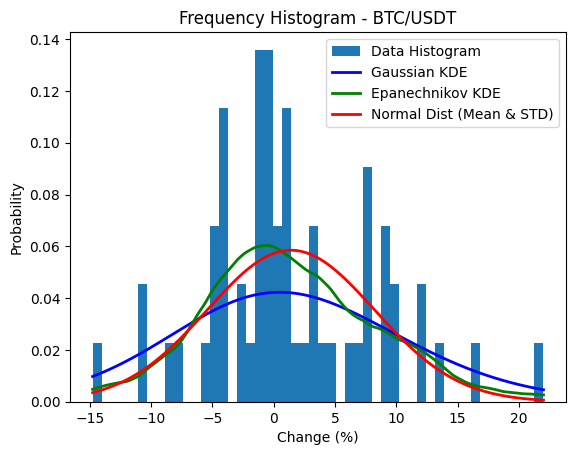 Frequency Histogram - BTC/USDT
Data Histogram
Gaussian KDE
Epanechnikov KDE
Normal Dist (Mean & STD)
Probability
0.14
0.12
0.10
0.08
0.06
0.04
0.02
0.00
−15 −10 −5 0 5 10 15 20
Change (%)